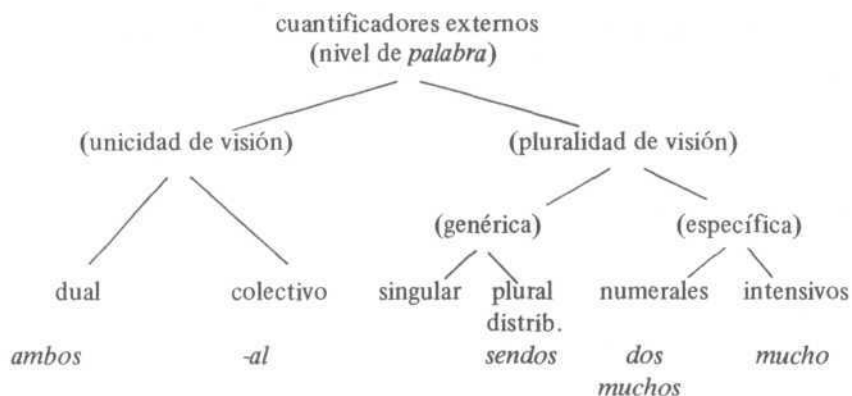 cuantificadores externos
(nivel de palabra)
(unicidad de visión) (pluralidad de visión)
(genérica) (específica)
dual colectivo singular plural numerales intensivos
distrib.
ambos -al sendos dos mucho
muchos